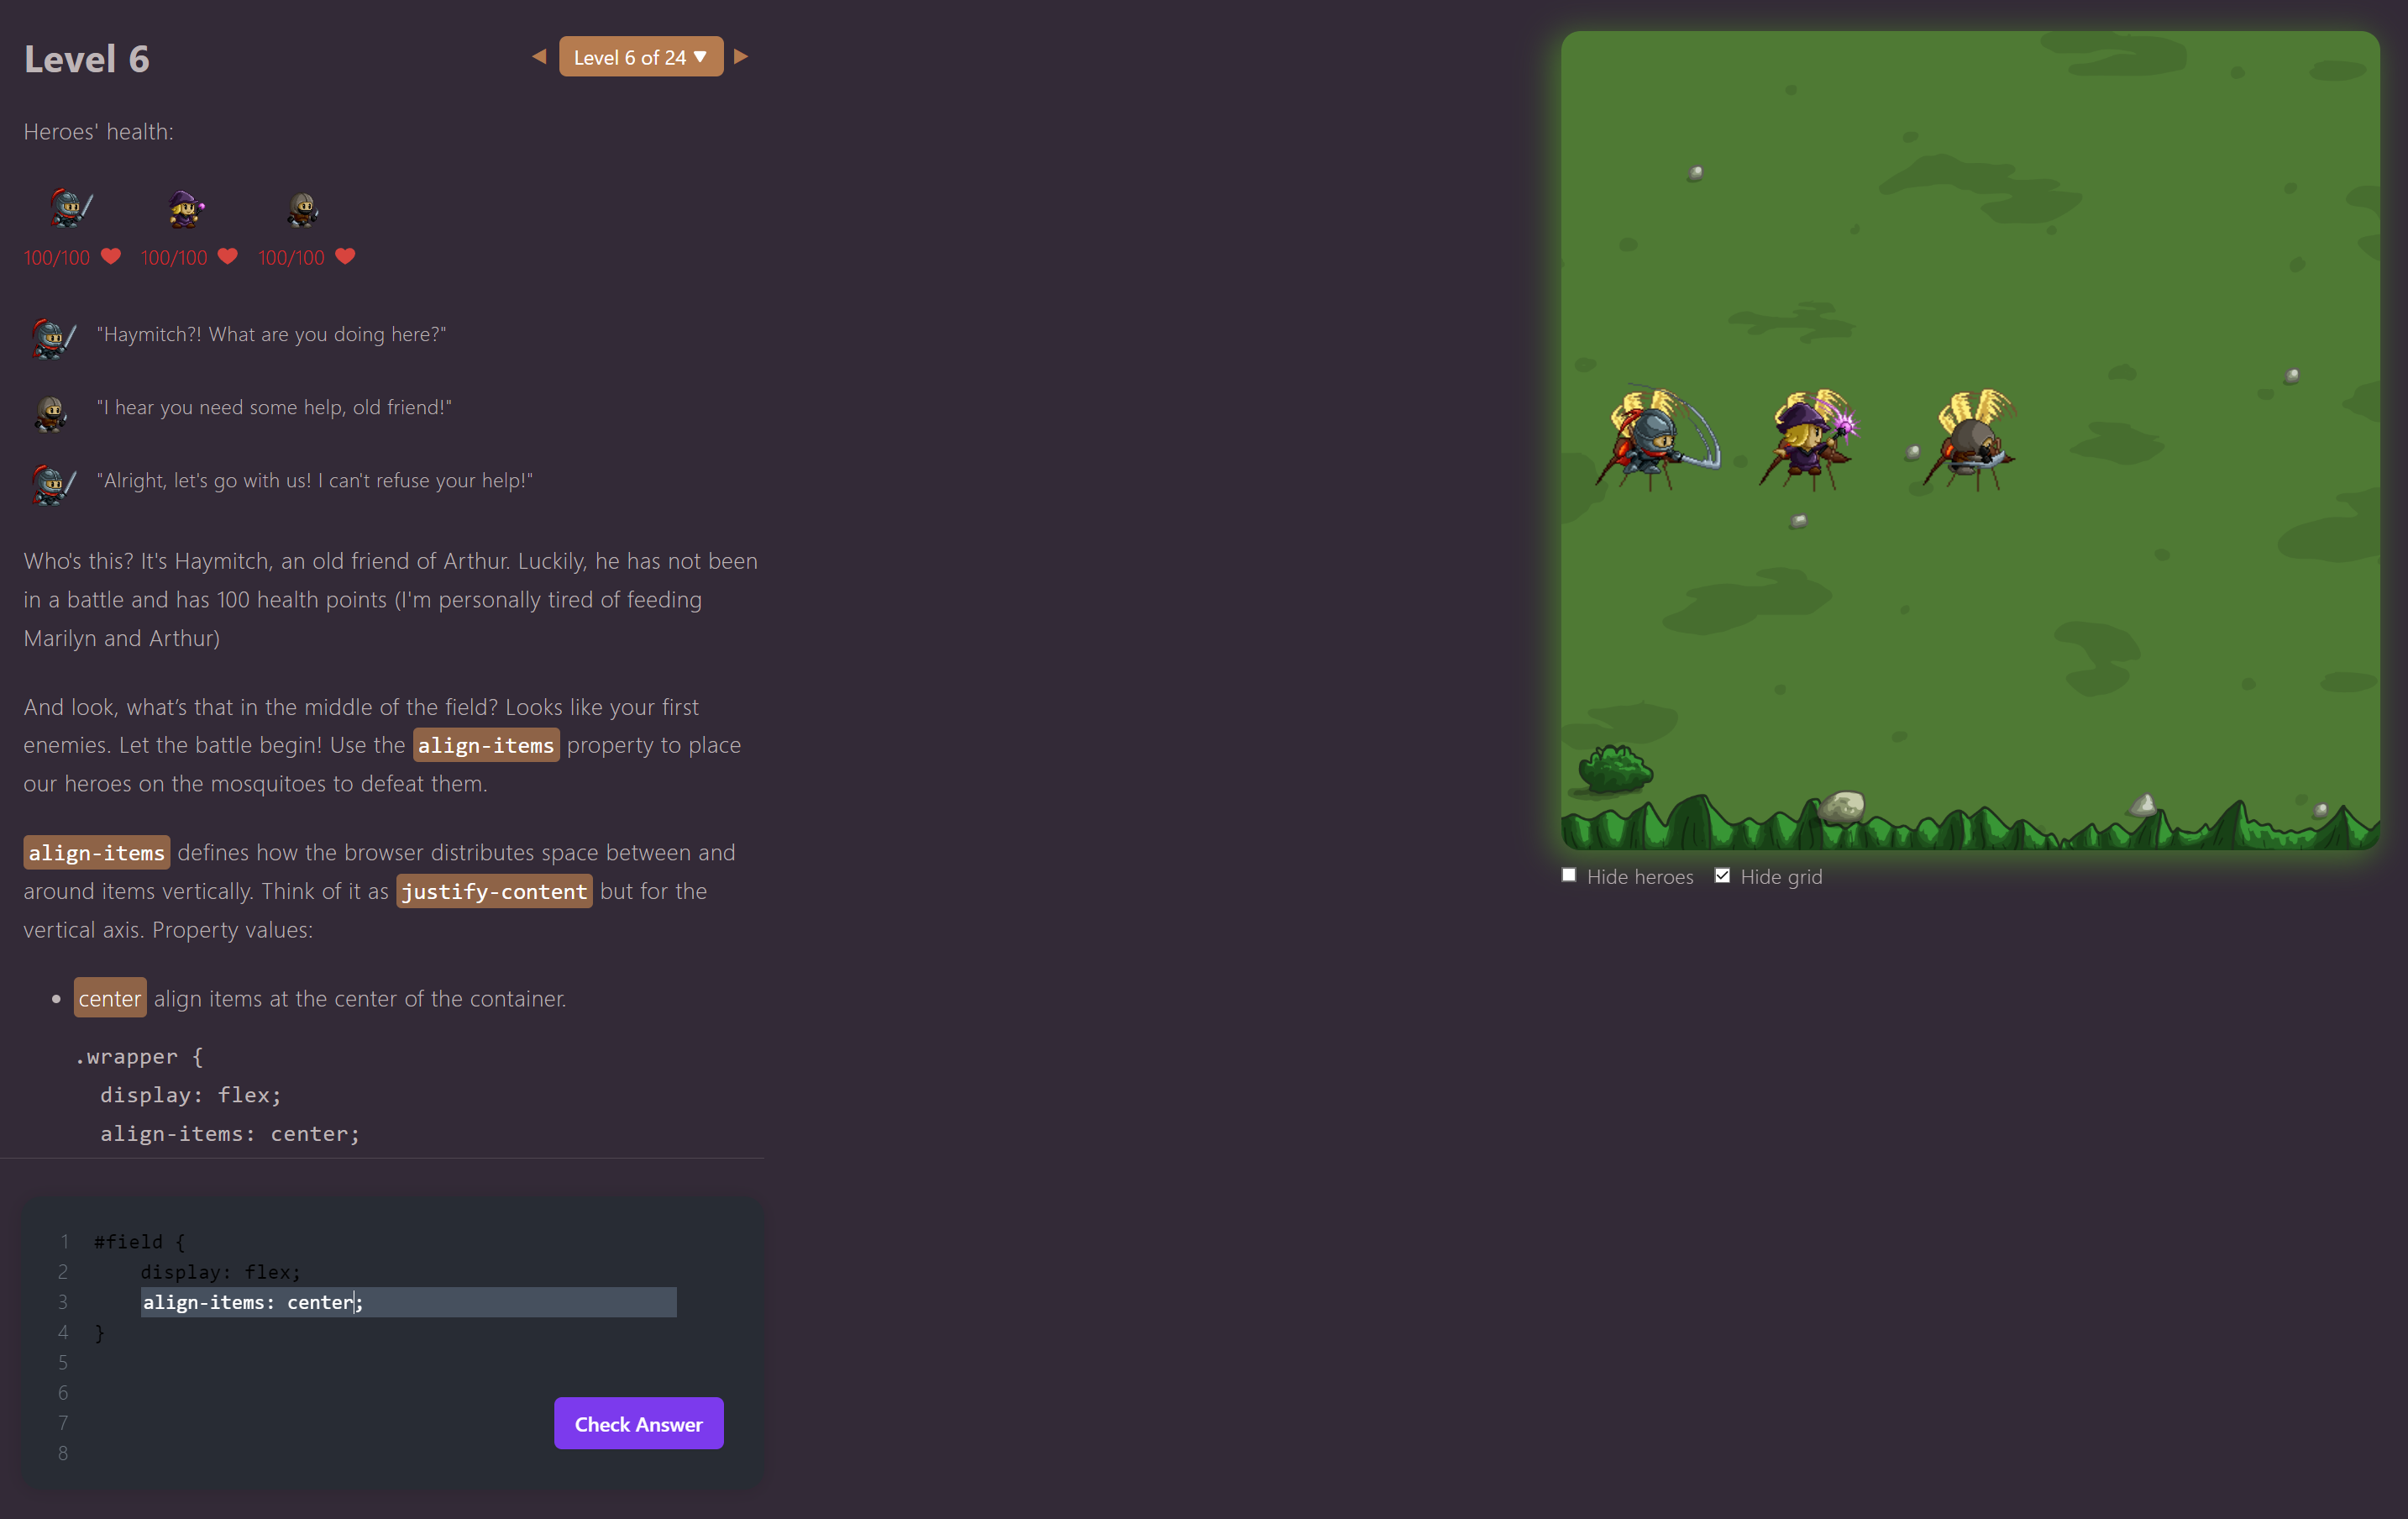 Level 6
Level 6 of 24
Heroes' health:
100/100 100/100 100/100
"Haymitch?! What are you doing here?"
"I hear you need some help, old friend!"
"Alright, let's go with us! I can't refuse your help!"
Who's this? It's Haymitch, an old friend of Arthur. Luckily, he has not been
in a battle and has 100 health points (I'm personally tired of feeding
Marilyn and Arthur)
And look, what’s that in the middle of the field? Looks like your first
enemies. Let the battle begin! Use the align-items property to place
our heroes on the mosquitoes to defeat them.
align-items defines how the browser distributes space between and
around items vertically. Think of it as justify-content but for the
vertical axis. Property values:
center align items at the center of the container.
.wrapper {
display: flex;
align-items: center;
1 #field {
2 display: flex;
3 align-items: center;
4 }
5
6
7
8
Check Answer
Hide heroes Hide grid